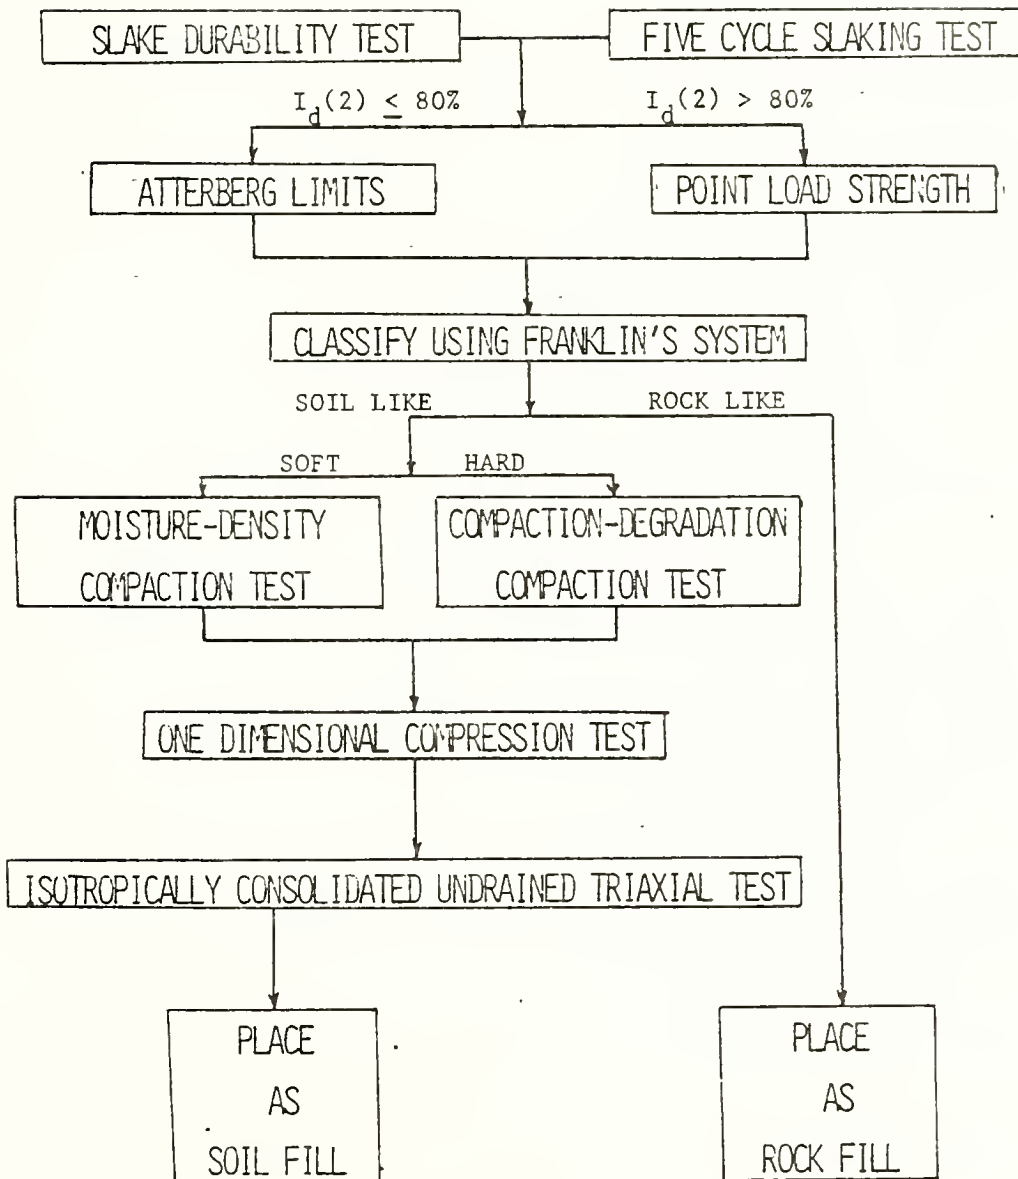 SLAKE DURABILITY TEST
FIVE CYCLE SLAKING TEST
I_d(2) ≤ 80%
I_d(2) > 80%
ATTERBERG LIMITS
POINT LOAD STRENGTH
CLASSIFY USING FRANKLIN'S SYSTEM
SOIL LIKE
ROCK LIKE
SOFT
HARD
MOISTURE-DENSITY
COMPACTION TEST
COMPACTION-DEGRADATION
COMPACTION TEST
ONE DIMENSIONAL COMPRESSION TEST
ISOTROPICALLY CONSOLIDATED UNDRAINED TRIAXIAL TEST
PLACE
AS
SOIL FILL
PLACE
AS
ROCK FILL